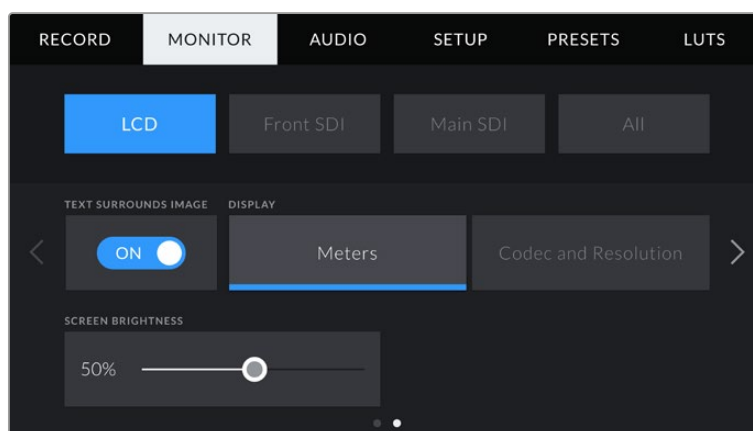 RECORD MONITOR AUDIO SETUP PRESETS LUTS
LCD Front SDI Main SDI All
TEXT SURROUNDS IMAGE DISPLAY
ON Meters Codec and Resolution
SCREEN BRIGHTNESS
50%